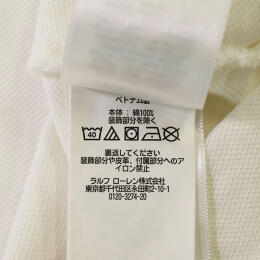 ベトナム製
本体：綿100%
装飾部分を除く
40
裏返してください
装飾部分や皮革、付属部分へのア
イロン禁止
ラルフ ローレン株式会社
東京都千代田区永田町2-10-1
0120-3274-20